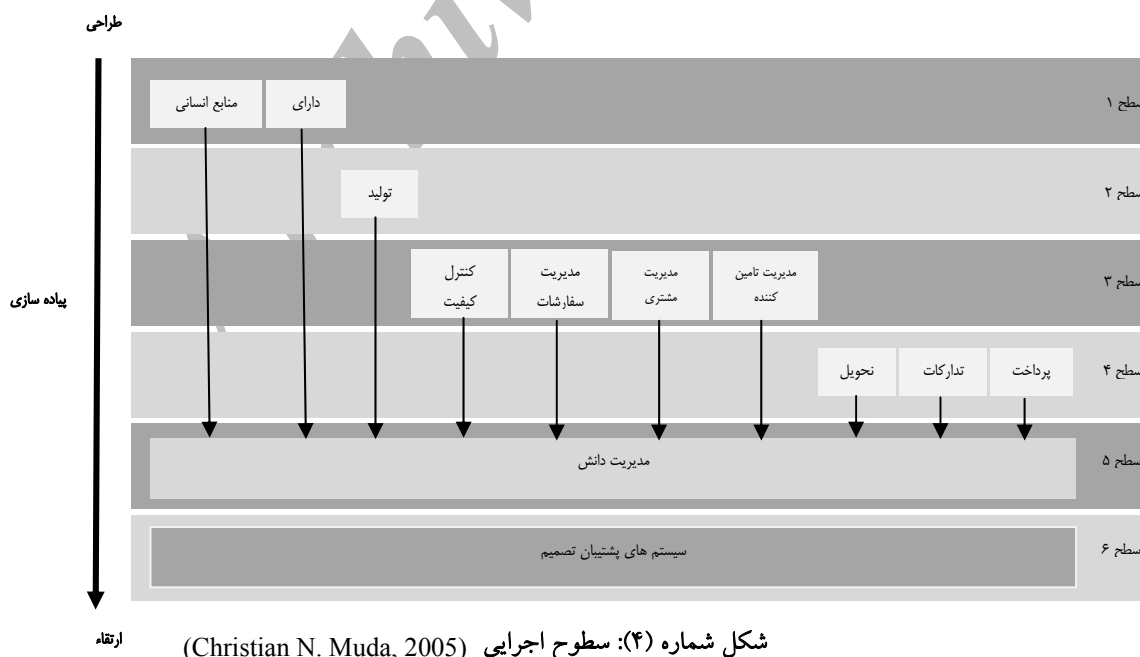 طراحی
منابع انسانی
دارای
سطح ۱
تولید
سطح ۲
پیاده سازی
کنترل
کیفیت
مدیریت
سفارشات
مدیریت
مشتری
مدیریت تامین
کننده
سطح ۳
نحویل
تدارکات
پرداخت
سطح ۴
مدیریت دانش
سطح ۵
سیستم های پشتیبان تصمیم
سطح ۶
ارتقاء
شکل شماره (۴): سطوح اجرایی (Christian N. Muda, 2005)